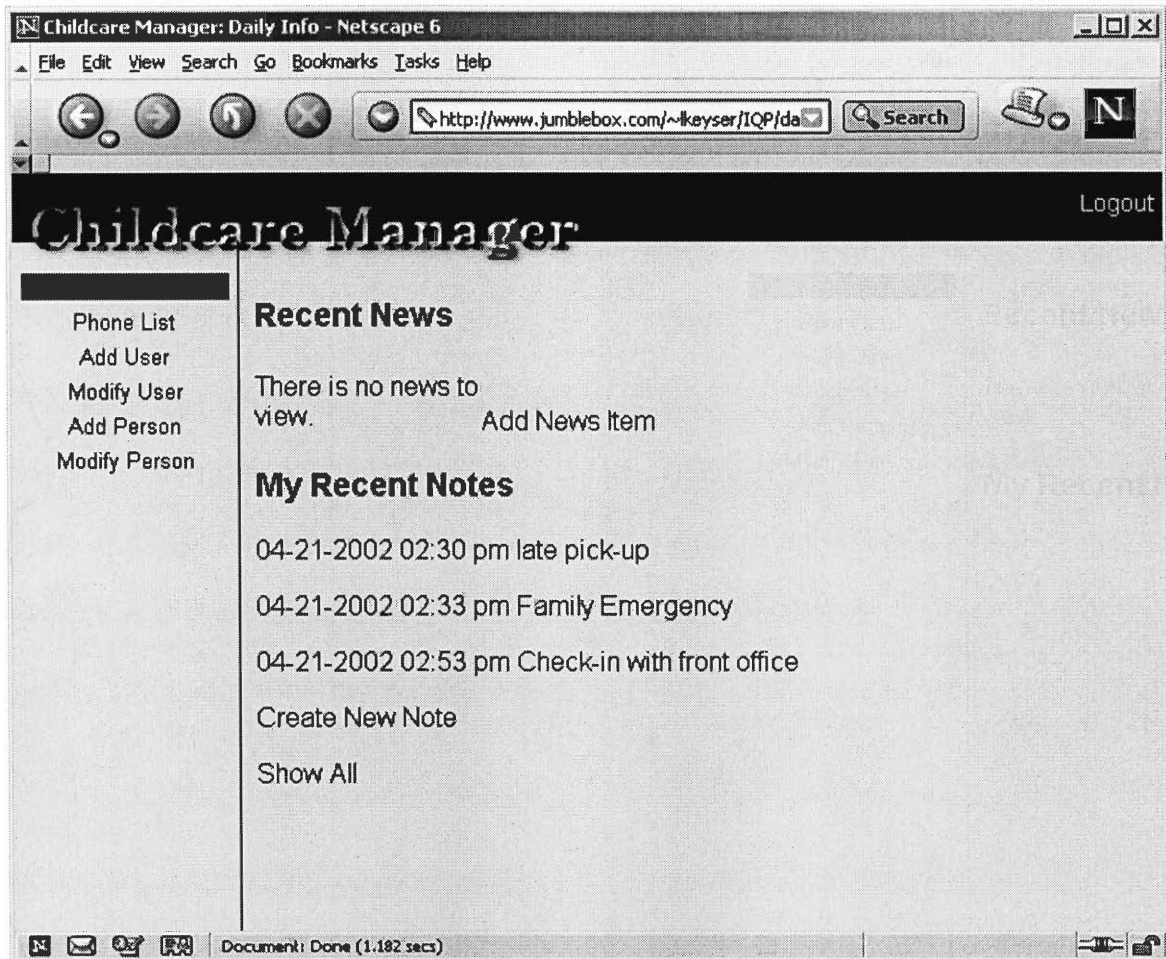 Childcare Manager: Daily Info - Netscape 6
File Edit View Search Go Bookmarks Tasks Help
http://www.jumblebox.com/~lkeyser/IQP/da
Search
N
Logout
Childcare Manager
Phone List
Add User
Modify User
Add Person
Modify Person
Recent News
There is no news to
view.
Add News Item
My Recent Notes
04-21-2002 02:30 pm late pick-up
04-21-2002 02:33 pm Family Emergency
04-21-2002 02:53 pm Check-in with front office
Create New Note
Show All
Document: Done (1.182 secs)